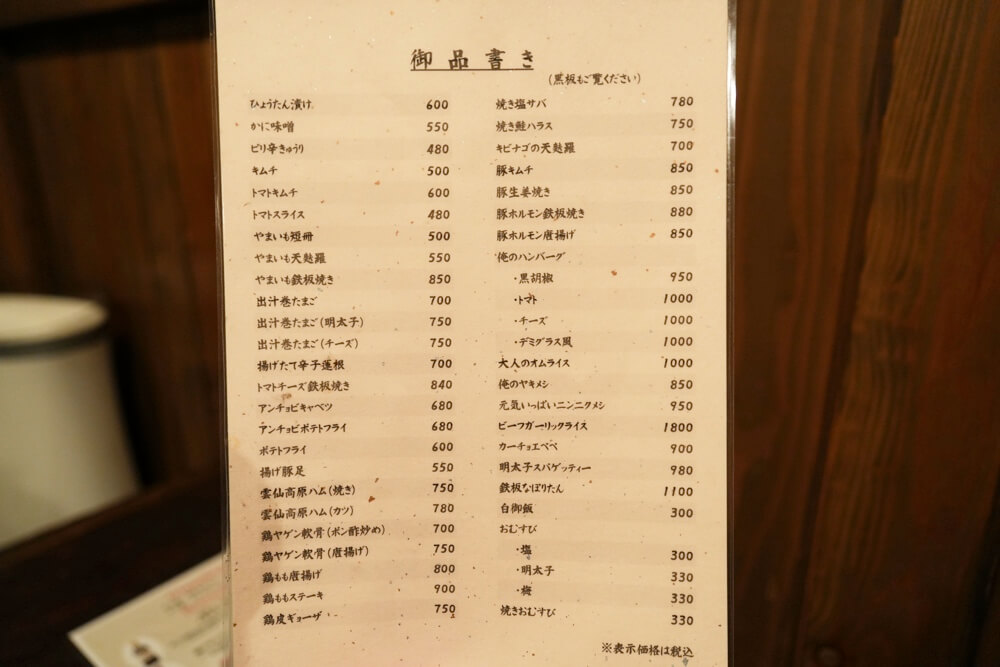 御品書き
(黒板もご覧ください)
ひょうたん漬け 600
かに味噌 550
ピリ辛きゅうり 480
キムチ 500
トマトキムチ 600
トマトスライス 480
やまいも短冊 500
やまいも天麩羅 550
やまいも鉄板焼き 850
出汁巻たまご 700
出汁巻たまご(明太子) 750
出汁巻たまご(チーズ) 750
揚げたて辛子蓮根 700
トマトチーズ鉄板焼き 840
アンチョビキャベツ 680
アンチョビポテトフライ 680
ポテトフライ 600
揚げ豚足 550
雲仙高原ハム(焼き) 750
雲仙高原ハム(カツ) 780
鶏ヤゲン軟骨(ポン酢炒め) 700
鶏ヤゲン軟骨(唐揚げ) 750
鶏もも唐揚げ 800
鶏ももステーキ 900
鶏皮ギョーザ 750
焼き塩サバ 780
焼き鮭ハラス 750
キビナゴの天麩羅 700
豚キムチ 850
豚生姜焼き 850
豚ホルモン鉄板焼き 880
豚ホルモン唐揚げ 850
俺のハンバーグ
・黒胡椒 950
・トマト 1000
・チーズ 1000
・デミグラス風 1000
大人のオムライス 1000
俺のヤキメシ 850
元気いっぱいニンニクメシ 950
ビーフガーリックライス 1800
カーチョエペペ 900
明太子スパゲッティー 980
鉄板なぽりたん 1100
白御飯 300
おむすび
・塩 300
・明太子 330
・梅 330
焼きおむすび 330
※表示価格は税込